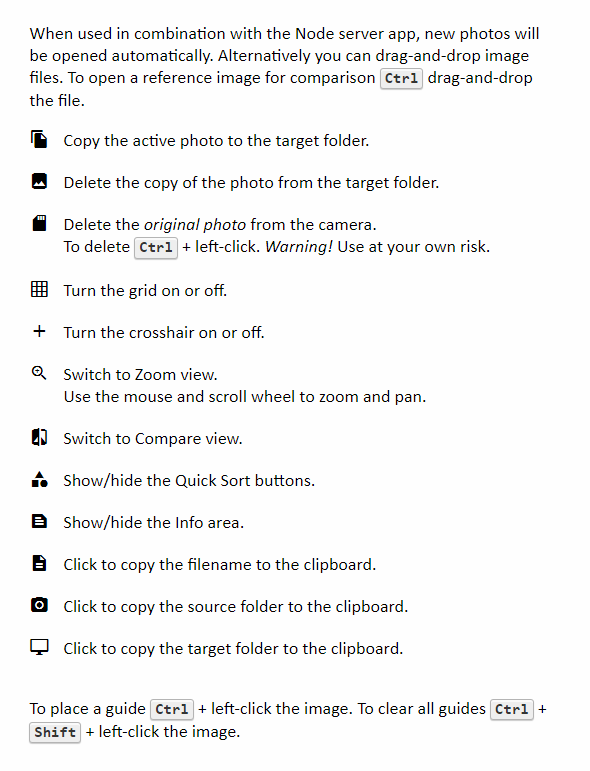 When used in combination with the Node server app, new photos will
be opened automatically. Alternatively you can drag-and-drop image
files. To open a reference image for comparison Ctrl drag-and-drop
the file.
Copy the active photo to the target folder.
Delete the copy of the photo from the target folder.
Delete the original photo from the camera.
To delete Ctrl + left-click. Warning! Use at your own risk.
Turn the grid on or off.
Turn the crosshair on or off.
Switch to Zoom view.
Use the mouse and scroll wheel to zoom and pan.
Switch to Compare view.
Show/hide the Quick Sort buttons.
Show/hide the Info area.
Click to copy the filename to the clipboard.
Click to copy the source folder to the clipboard.
Click to copy the target folder to the clipboard.
To place a guide Ctrl + left-click the image. To clear all guides Ctrl +
Shift + left-click the image.